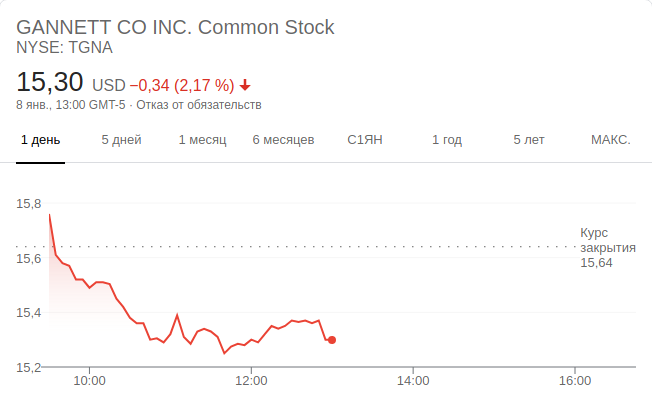 GANNETT CO INC. Common Stock
NYSE: TGNA
15,30 USD −0,34 (2,17 %)
8 янв., 13:00 GMT-5 · Отказ от обязательств
1 день 5 дней 1 месяц 6 месяцев С1ЯН 1 год 5 лет МАКС.
15,8
Курс
закрытия
15,64
15,6
15,4
15,2
10:00 12:00 14:00 16:00